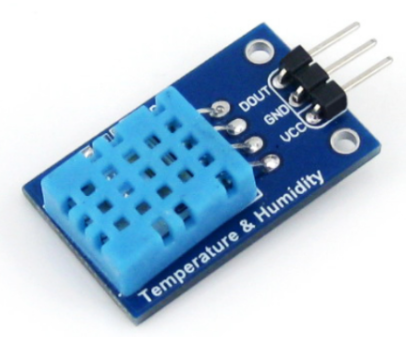 DOUT
GND
VCC
Temperature & Humidity